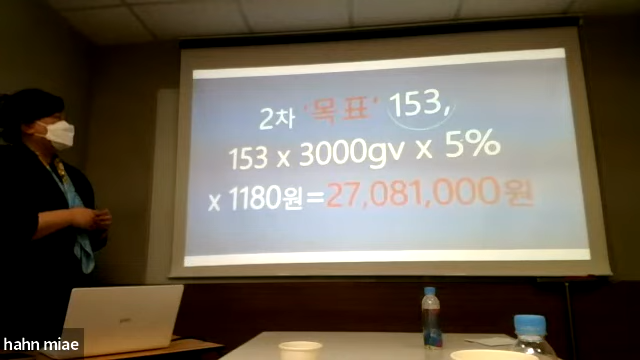 2차 '목표' 153,
153 x 3000gv x 5%
x 1180원=27,081,000원
hahn miae